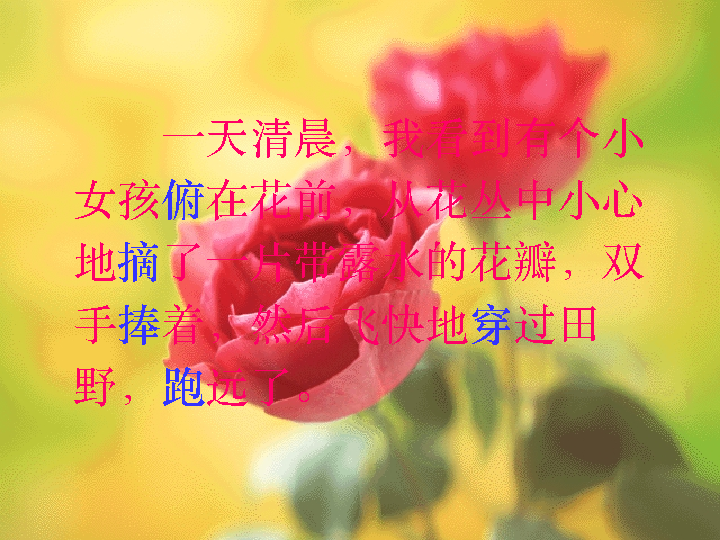 一天清晨，我看到有个小
女孩俯在花前，从花丛中小心
地摘了一片带露水的花瓣，双
手捧着，然后飞快地穿过田
野，跑远了。